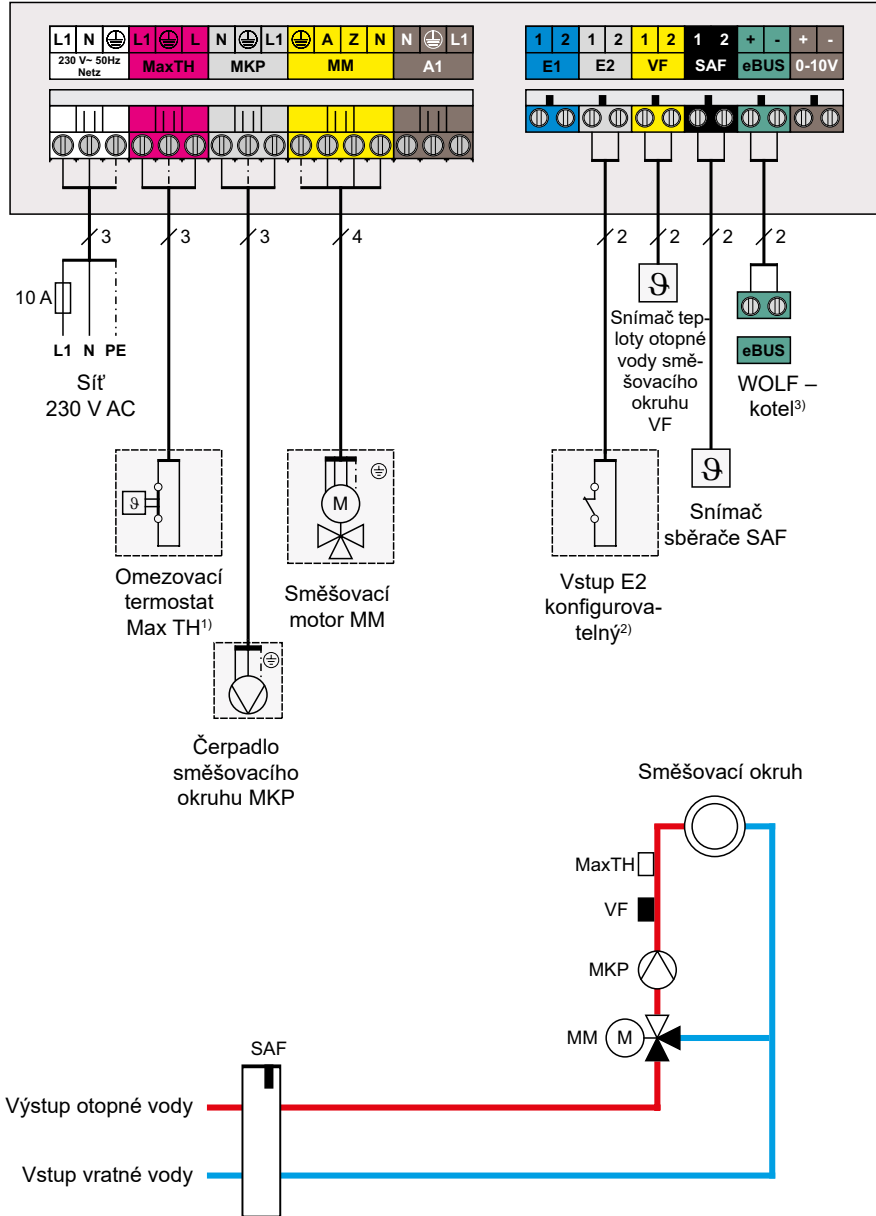 L1 N L1 L N L1 A Z N N L1
230 V~ 50Hz
Netz
MaxTH MKP MM A1
1 2 1 2 1 2 1 2 + - + -
E1 E2 VF SAF eBUS 0-10V
3 3 3 4 2 2 2 2
10 A
L1 N PE
Síť
230 V AC
ϑ
Omezovací
termostat
Max TH1)
Čerpadlo
směšovacího
okruhu MKP
M
Směšovací
motor MM
Vstup E2
konfigurova-
telný2)
ϑ
Snímač tep-
loty otopné
vody smě-
šovacího
okruhu
VF
ϑ
Snímač
sběrače SAF
eBUS
WOLF –
kotel3)
Směšovací okruh
MaxTH
VF
MKP
MM M
SAF
Výstup otopné vody
Vstup vratné vody